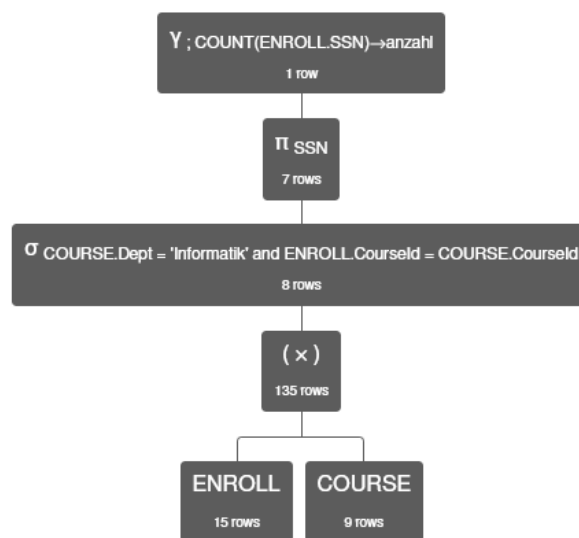 γ ; COUNT(ENROLL.SSN)→anzahl
1 row
π SSN
7 rows
σ COURSE.Dept = 'Informatik' and ENROLL.CourseId = COURSE.CourseId
8 rows
( × )
135 rows
ENROLL COURSE
15 rows 9 rows